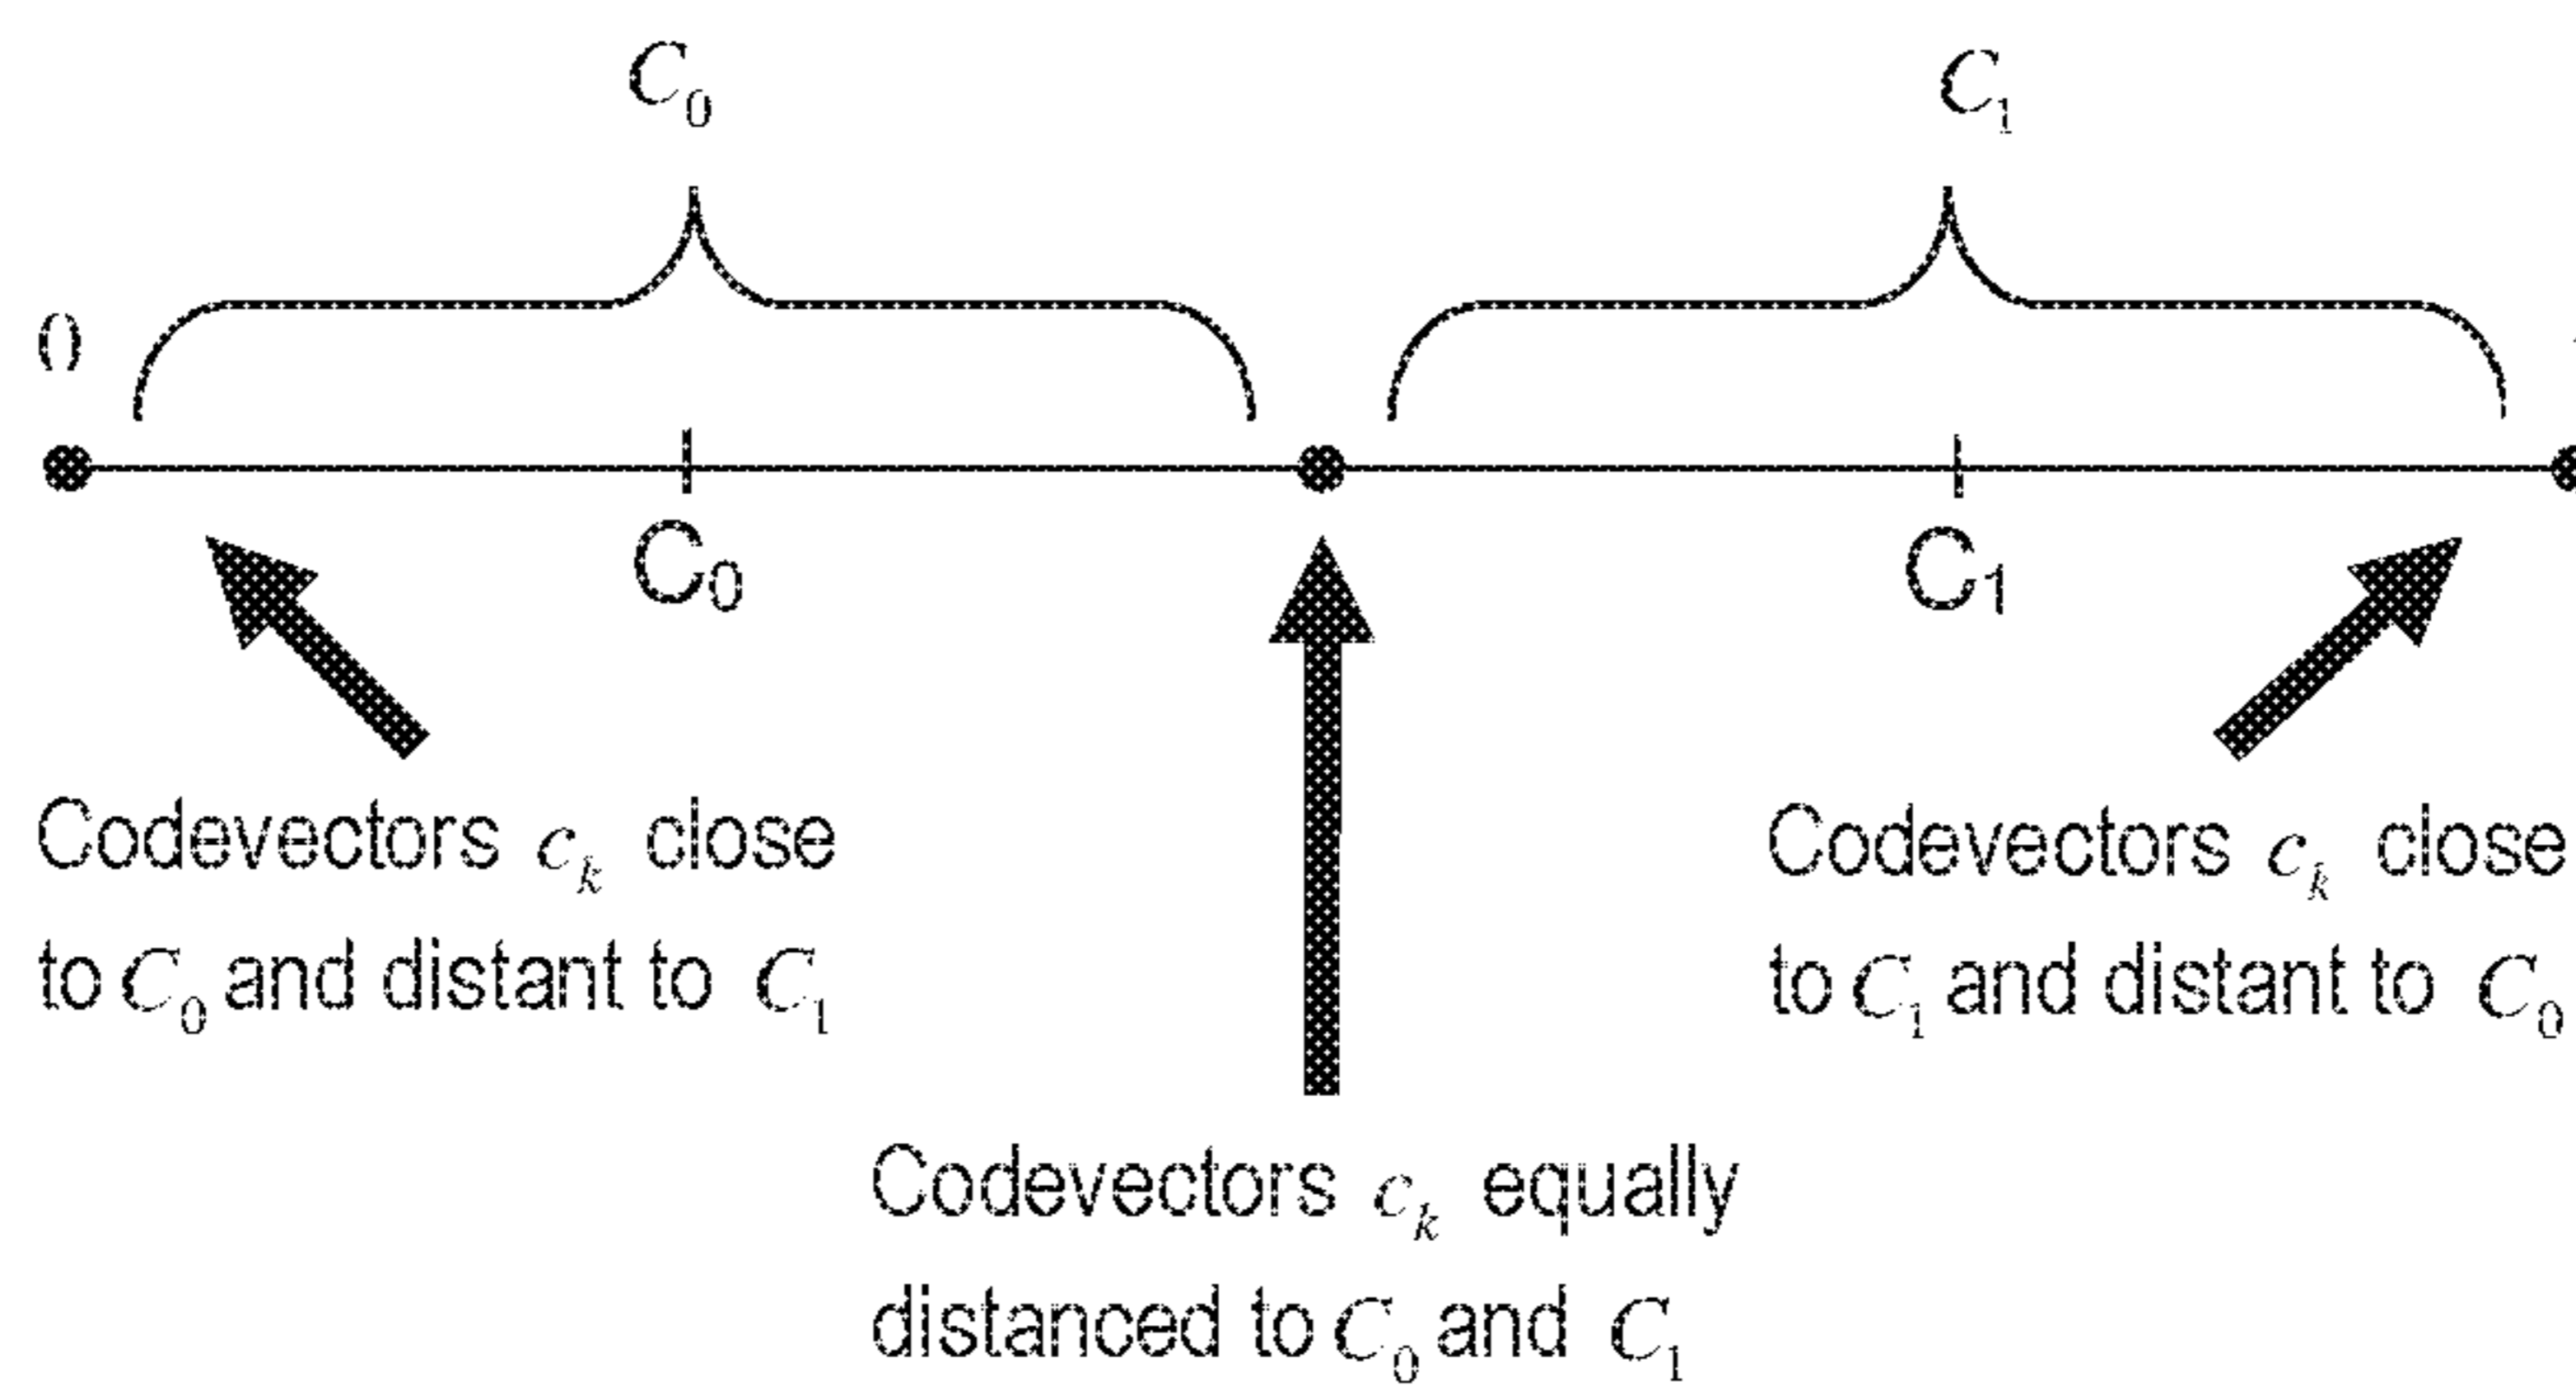 C₀ C₁
0
C₀ C₁
Codevectors cₖ close
to C₀ and distant to C₁
Codevectors cₖ close
to C₁ and distant to C₀
Codevectors cₖ equally
distanced to C₀ and C₁